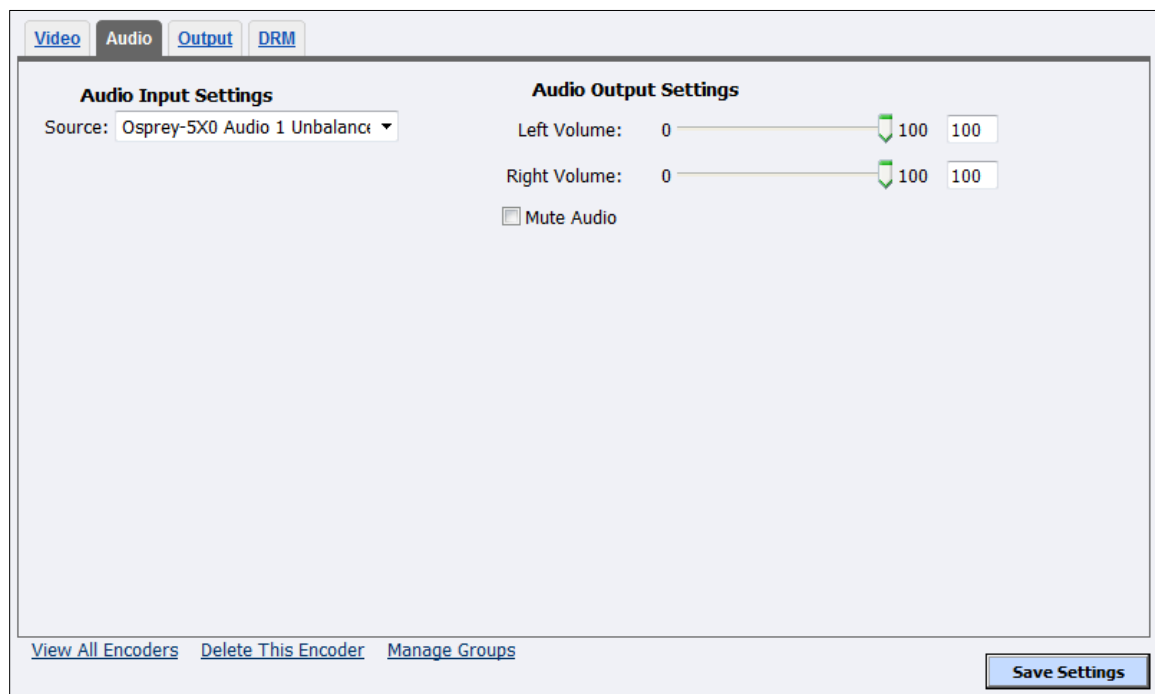 Video Audio Output DRM
Audio Input Settings
Source: Osprey-5X0 Audio 1 Unbalance
Audio Output Settings
Left Volume: 0 100 100
Right Volume: 0 100 100
Mute Audio
View All Encoders Delete This Encoder Manage Groups
Save Settings